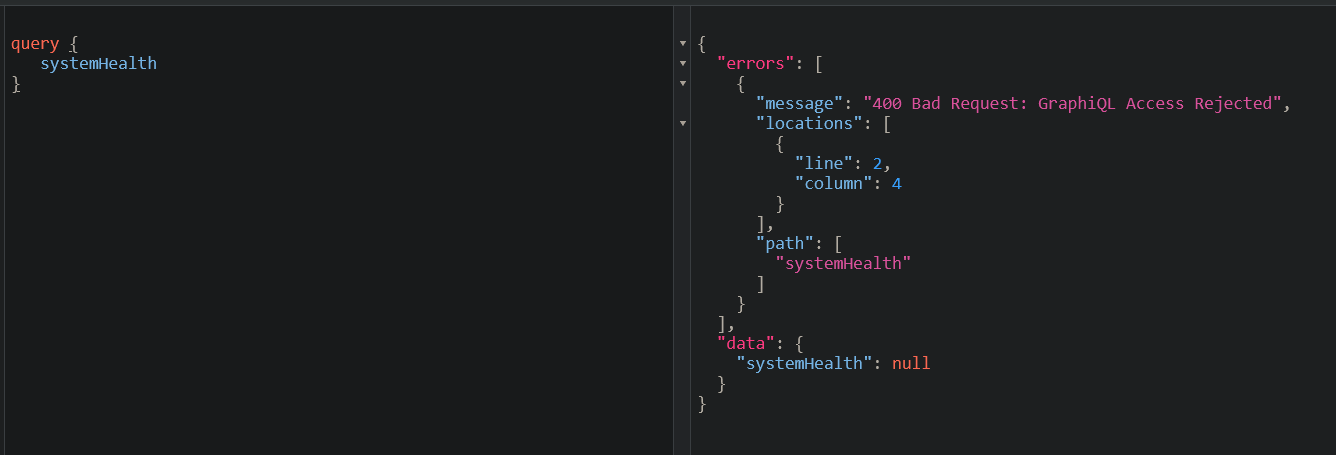 query {
   systemHealth
}
{
  "errors": [
    {
      "message": "400 Bad Request: GraphiQL Access Rejected",
      "locations": [
        {
          "line": 2,
          "column": 4
        }
      ],
      "path": [
        "systemHealth"
      ]
    }
  ],
  "data": {
    "systemHealth": null
  }
}